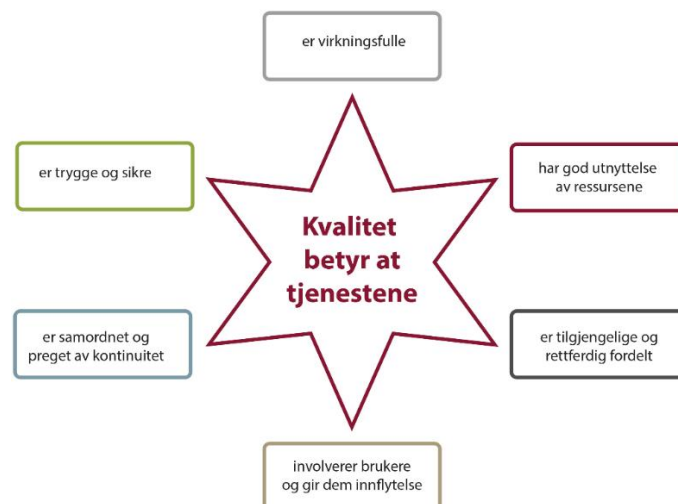 er virkningsfulle
er trygge og sikre
har god utnyttelse
av ressursene
Kvalitet
betyr at
tjenestene
er samordnet og
preget av kontinuitet
er tilgjengelige og
rettferdig fordelt
involverer brukere
og gir dem innflytelse